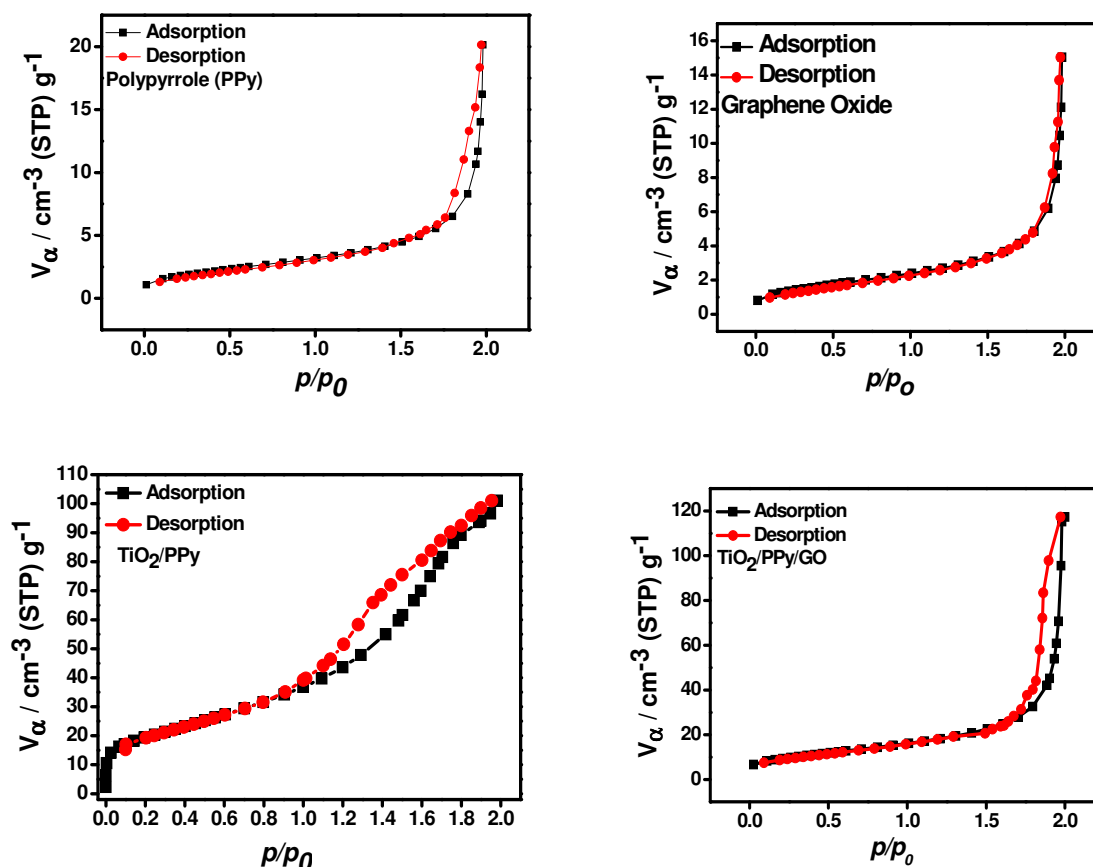 Adsorption
Desorption
Polypyrrole (PPy)
20
15
10
5
0
V_α / cm⁻³ (STP) g⁻¹
0.0 0.5 1.0 1.5 2.0
p/p₀
Adsorption
Desorption
Graphene Oxide
16
14
12
10
8
6
4
2
0
V_α / cm⁻³ (STP) g⁻¹
0.0 0.5 1.0 1.5 2.0
p/pₒ
Adsorption
Desorption
TiO₂/PPy
110
100
90
80
70
60
50
40
30
20
10
0
V_α / cm⁻³ (STP) g⁻¹
0.0 0.2 0.4 0.6 0.8 1.0 1.2 1.4 1.6 1.8 2.0
p/p₀
Adsorption
Desorption
TiO₂/PPy/GO
120
100
80
60
40
20
0
V_α / cm⁻³ (STP) g⁻¹
0.0 0.5 1.0 1.5 2.0
p/p₀